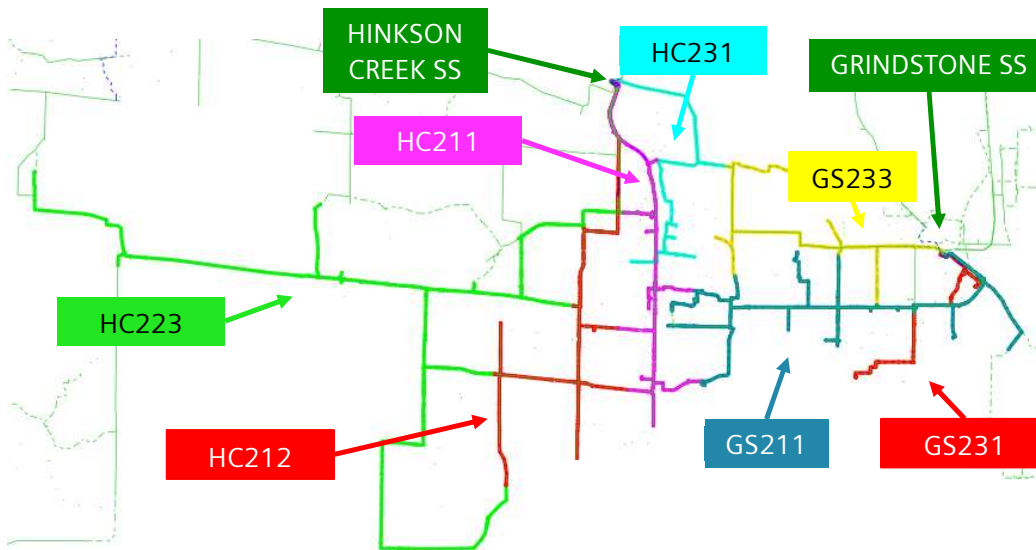 HINKSON
CREEK SS
HC231
GRINDSTONE SS
HC211
GS233
HC223
HC212
GS211
GS231